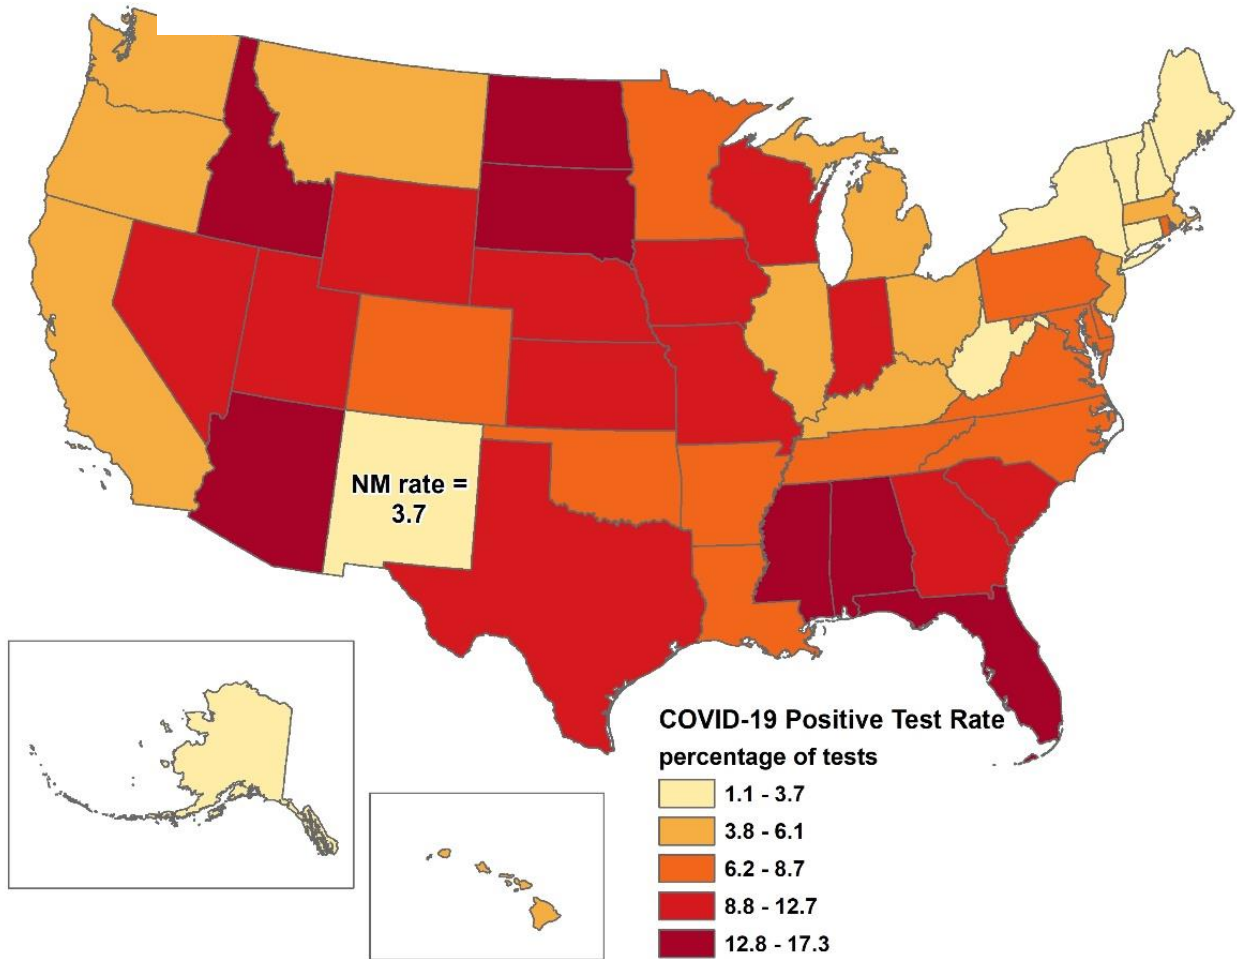 NM rate =
3.7
COVID-19 Positive Test Rate
percentage of tests
1.1 - 3.7
3.8 - 6.1
6.2 - 8.7
8.8 - 12.7
12.8 - 17.3